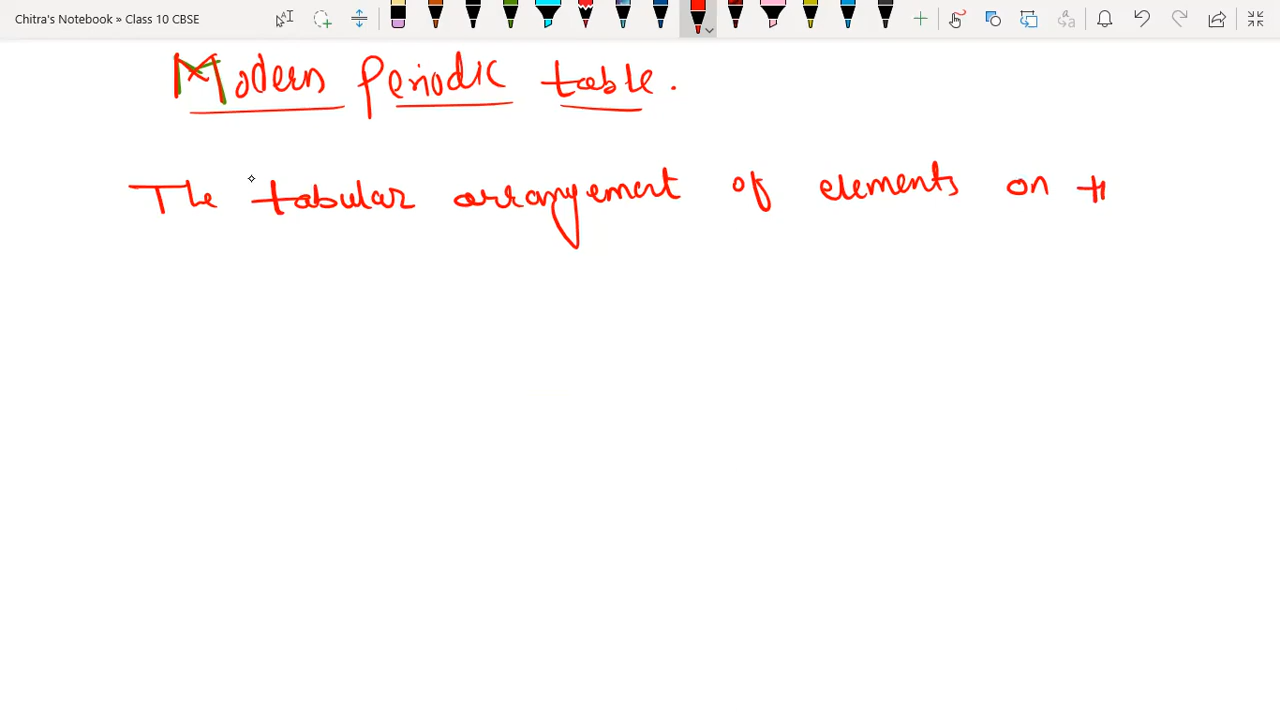 Chitra's Notebook » Class 10 CBSE
Modern Periodic table.
The tabular arrangement of elements on